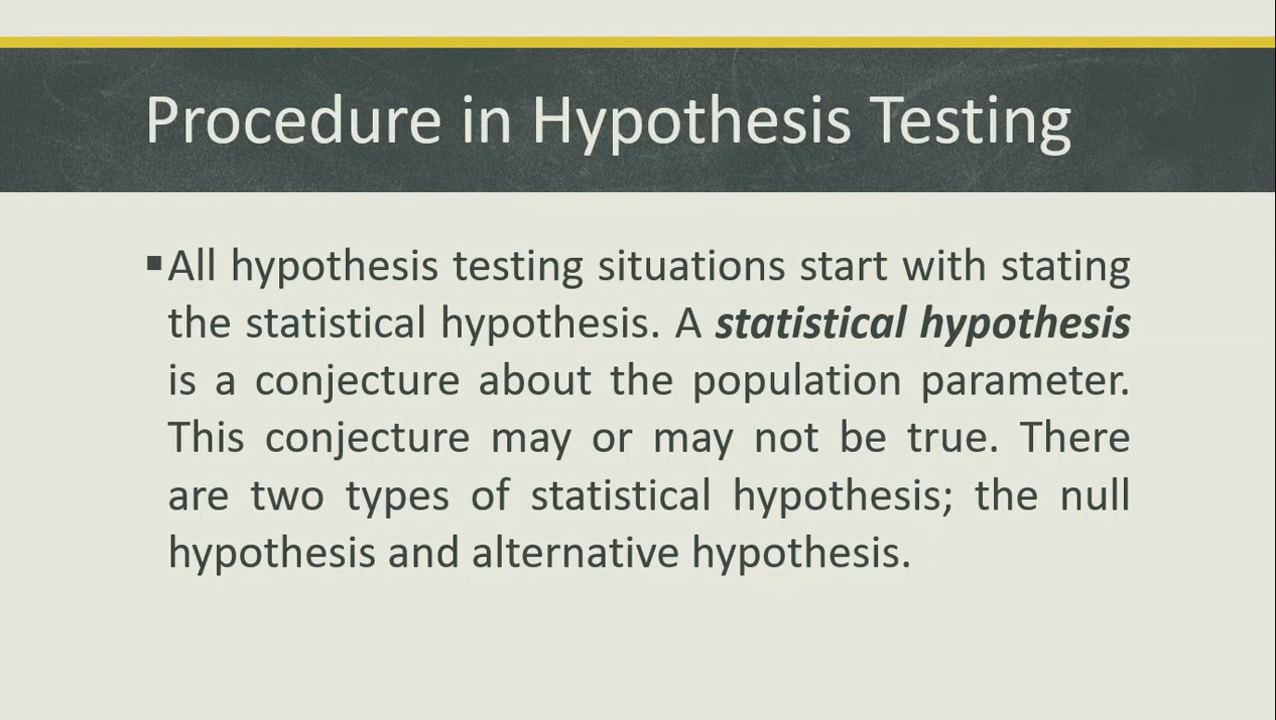 Procedure in Hypothesis Testing
▪All hypothesis testing situations start with stating
the statistical hypothesis. A statistical hypothesis
is a conjecture about the population parameter.
This conjecture may or may not be true. There
are two types of statistical hypothesis; the null
hypothesis and alternative hypothesis.